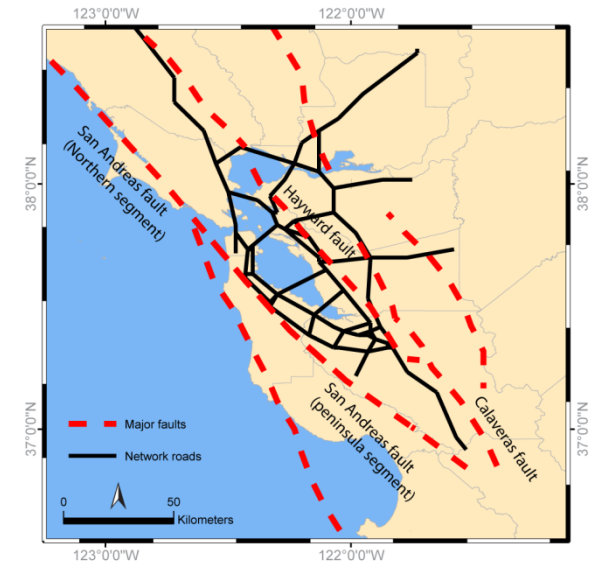 123°0'0"W
122°0'0"W
38°0'0"N
38°0'0"N
San Andreas fault
(Northern segment)
Hayward fault
37°0'0"N
37°0'0"N
San Andreas fault
(peninsula segment)
Calaveras fault
Major faults
Network roads
0
50
Kilometers
123°0'0"W
122°0'0"W